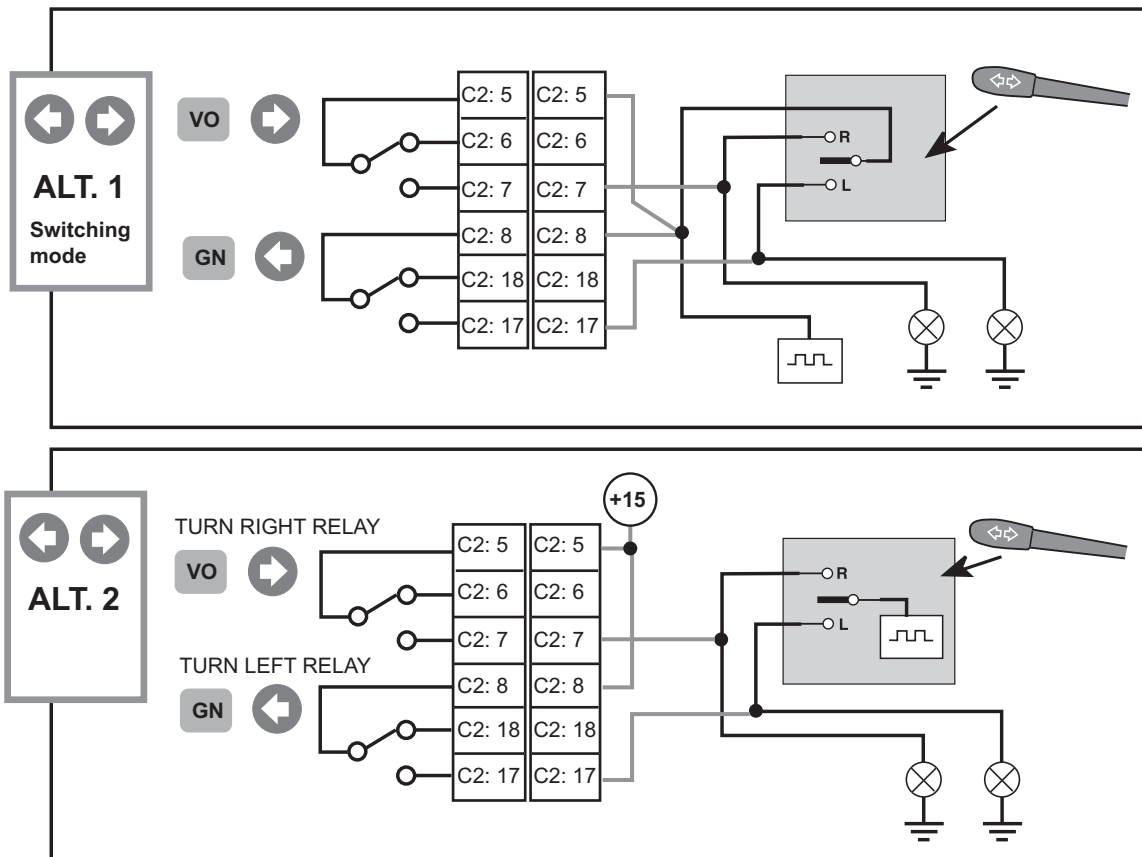 ALT. 1
Switching
mode
VO
GN
C2: 5 C2: 5
C2: 6 C2: 6
C2: 7 C2: 7
C2: 8 C2: 8
C2: 18 C2: 18
C2: 17 C2: 17
R
L
ALT. 2
TURN RIGHT RELAY
VO
TURN LEFT RELAY
GN
+15
C2: 5 C2: 5
C2: 6 C2: 6
C2: 7 C2: 7
C2: 8 C2: 8
C2: 18 C2: 18
C2: 17 C2: 17
R
L